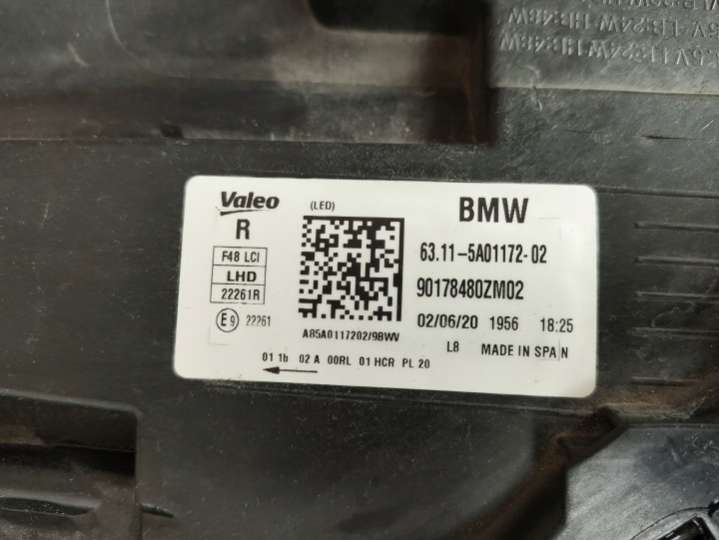 Valeo
(LED)
BMW
R
F48 LCI
LHD
22261R
63.11-5A01172-02
90178480ZM02
E9 22261
02/06/20 1956 18:25
A85A0117202/9BWV
L8 MADE IN SPAIN
01 1b 02 A 00RL 01 HCR PL 20